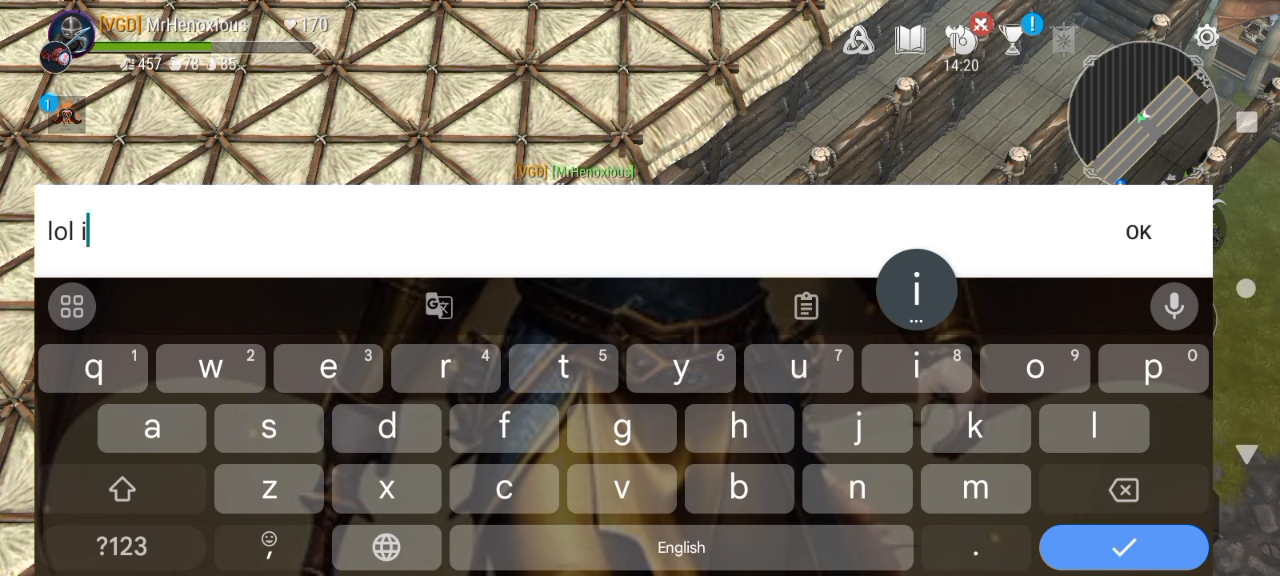 [VGD] MrHenoxious 170
457 78 85
14:20
1
[VGD] [MrHenoxious]
lol i
OK
i
...
q 1 w 2 e 3 r 4 t 5 y 6 u 7 i 8 o 9 p 0
a s d f g h j k l
z x c v b n m
?123 , English .